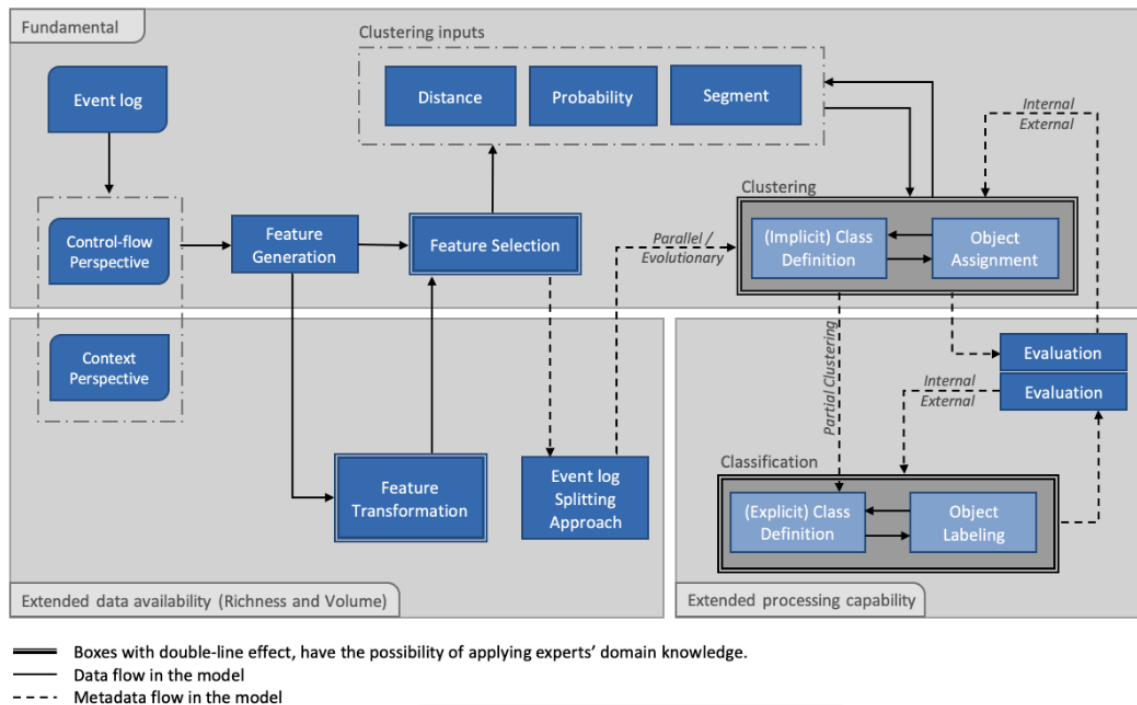 Fundamental
Clustering inputs
Event log
Distance
Probability
Segment
Internal
External
Clustering
Control-flow
Perspective
Feature
Generation
Feature Selection
Parallel /
Evolutionary
(Implicit) Class
Definition
Object
Assignment
Context
Perspective
Partial Clustering
Evaluation
Evaluation
Internal
External
Feature
Transformation
Event log
Splitting
Approach
Classification
(Explicit) Class
Definition
Object
Labeling
Extended data availability (Richness and Volume)
Extended processing capability
Boxes with double-line effect, have the possibility of applying experts’ domain knowledge.
Data flow in the model
Metadata flow in the model